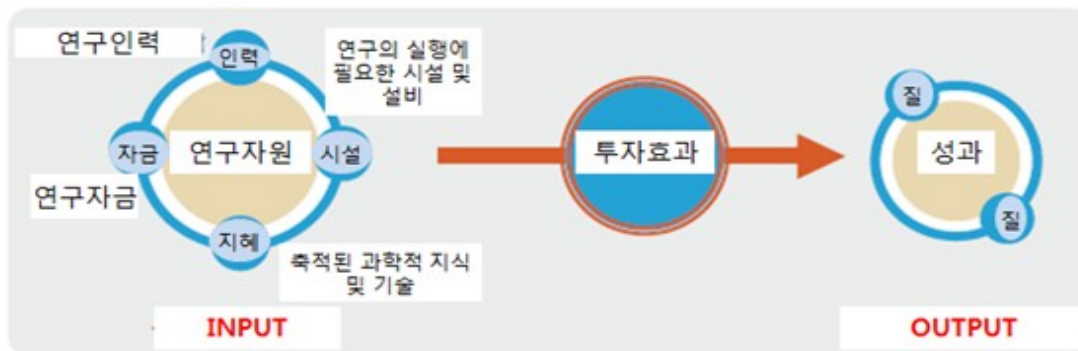 연구인력
인력
연구의 실행에
필요한 시설 및
설비
자금
연구자원
시설
연구자금
지혜
축적된 과학적 지식
및 기술
INPUT
투자효과
질
성과
질
OUTPUT